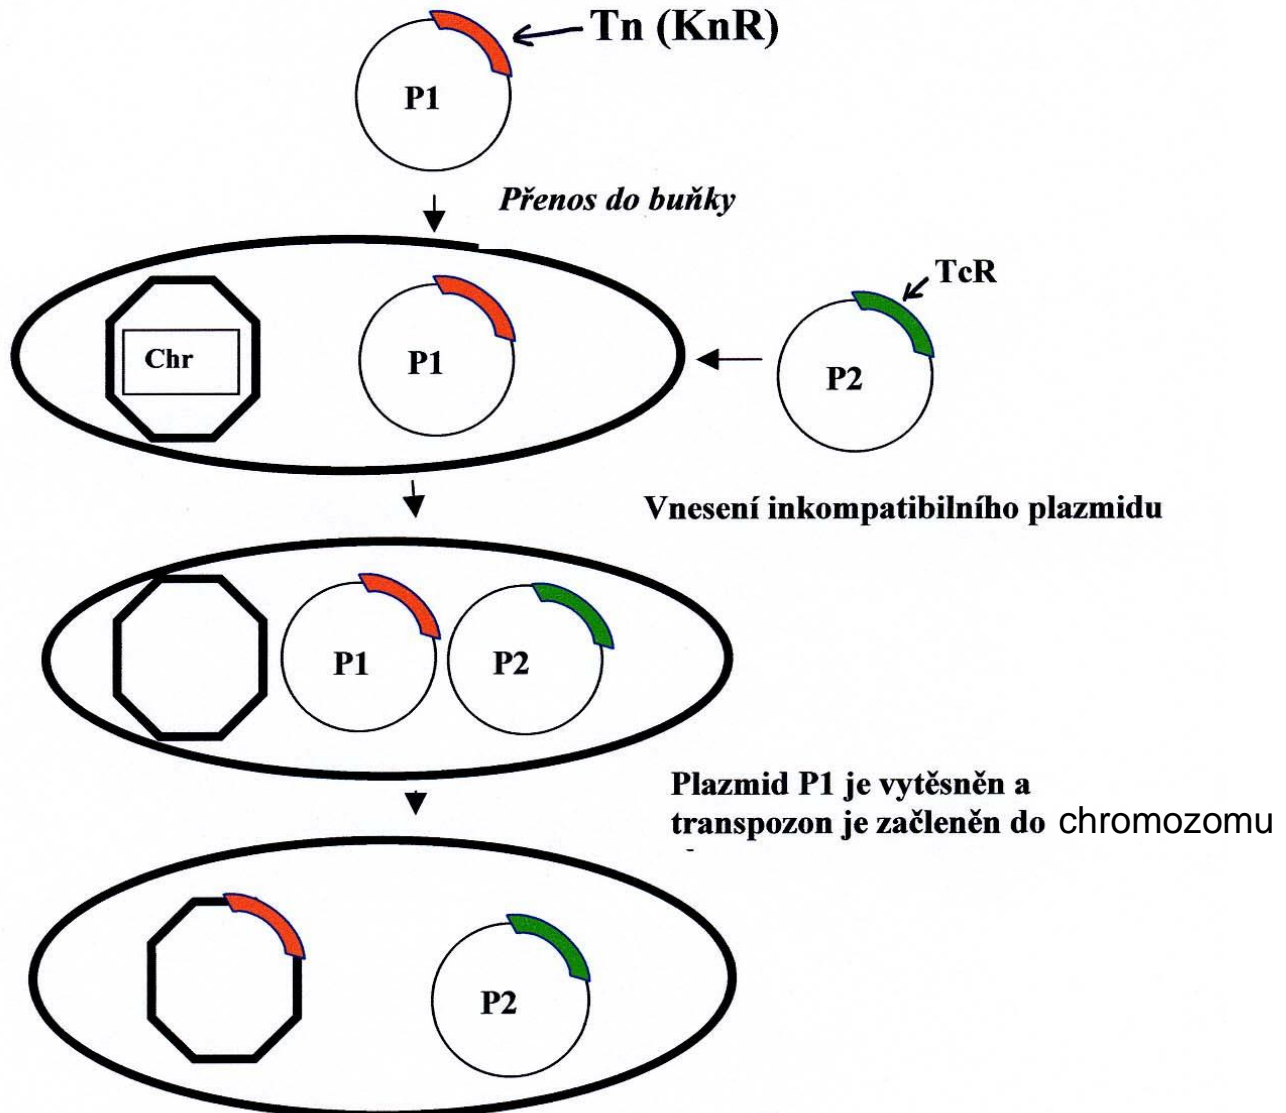 Tn (KnR)
P1
Přenos do buňky
TcR
Chr
P1
P2
Vnesení inkompatibilního plazmidu
P1
P2
Plazmid P1 je vytěsněn a
transpozon je začleněn do chromozomu
P2